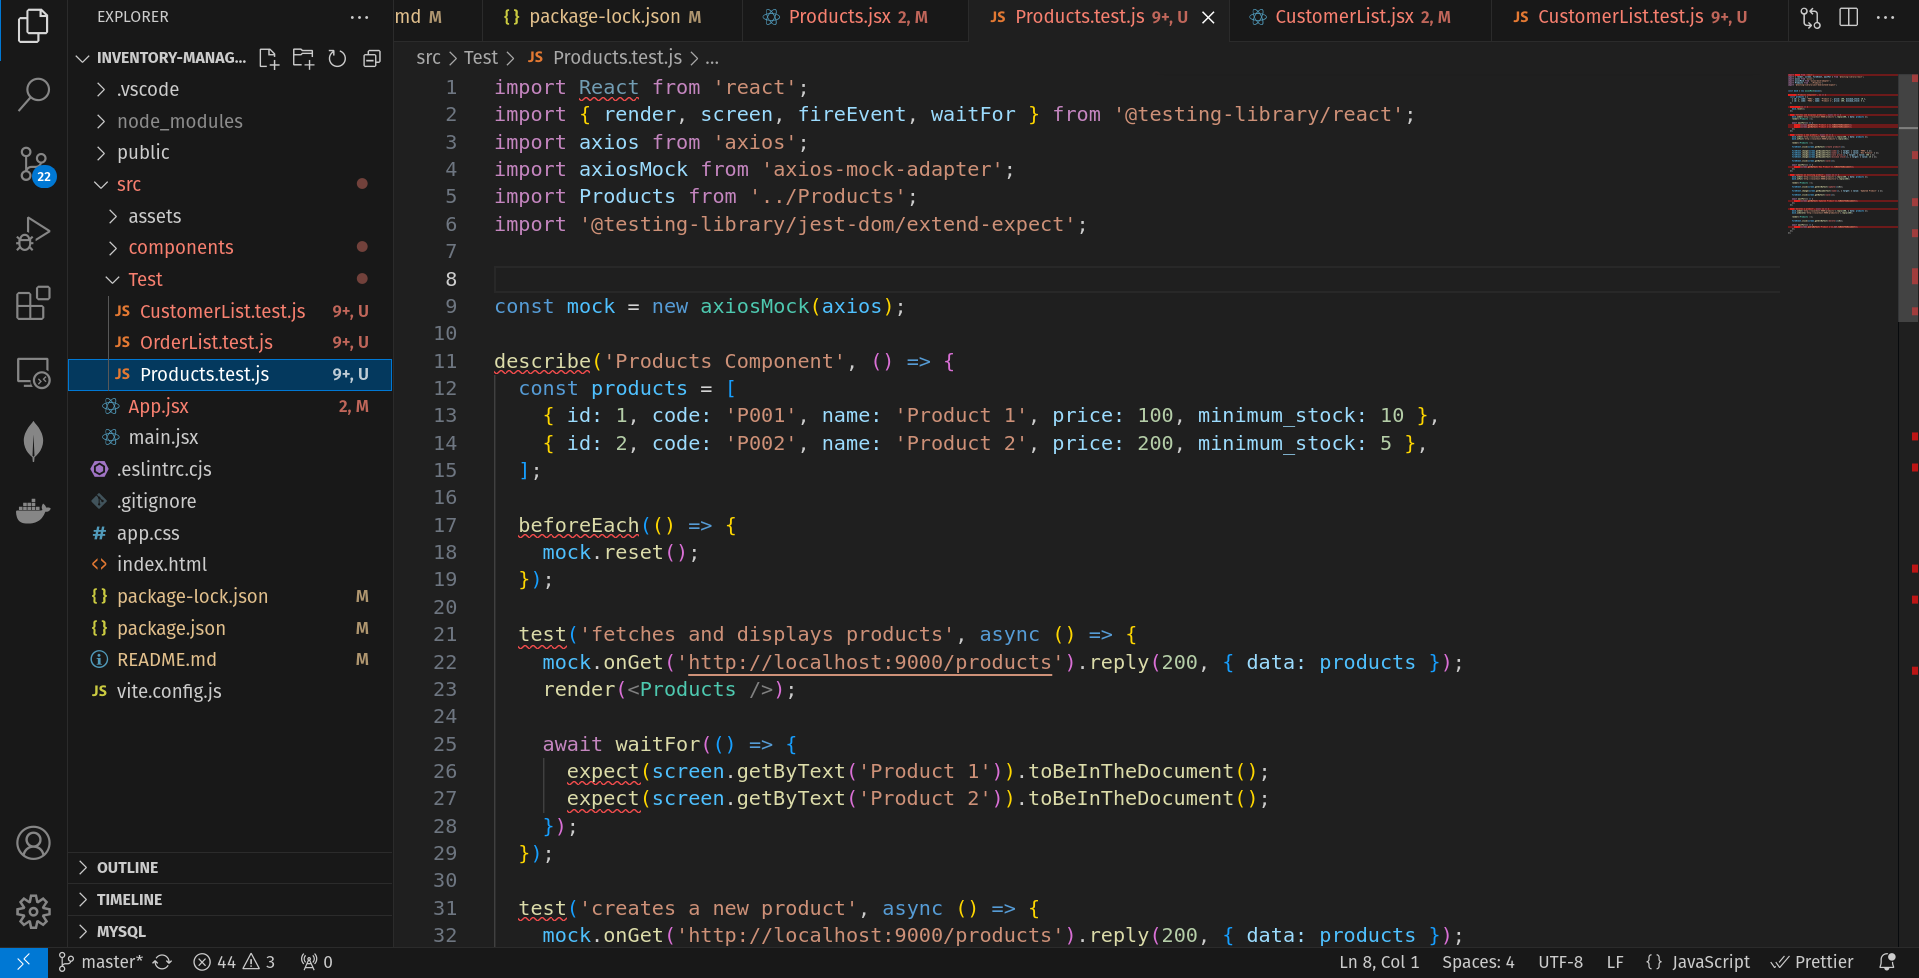 EXPLORER
INVENTORY-MANAG...
.vscode
node_modules
public
src
assets
components
Test
JS CustomerList.test.js 9+, U
JS OrderList.test.js 9+, U
JS Products.test.js 9+, U
App.jsx 2, M
main.jsx
.eslintrc.cjs
.gitignore
# app.css
<> index.html
{} package-lock.json M
{} package.json M
README.md M
JS vite.config.js
OUTLINE
TIMELINE
MYSQL
22
md M
{} package-lock.json M
Products.jsx 2, M
JS Products.test.js 9+, U
CustomerList.jsx 2, M
JS CustomerList.test.js 9+, U
src > Test > JS Products.test.js > ...
1 import React from 'react';
2 import { render, screen, fireEvent, waitFor } from '@testing-library/react';
3 import axios from 'axios';
4 import axiosMock from 'axios-mock-adapter';
5 import Products from '../Products';
6 import '@testing-library/jest-dom/extend-expect';
7
8
9 const mock = new axiosMock(axios);
10
11 describe('Products Component', () => {
12 const products = [
13 { id: 1, code: 'P001', name: 'Product 1', price: 100, minimum_stock: 10 },
14 { id: 2, code: 'P002', name: 'Product 2', price: 200, minimum_stock: 5 },
15 ];
16
17 beforeEach(() => {
18 mock.reset();
19 });
20
21 test('fetches and displays products', async () => {
22 mock.onGet('http://localhost:9000/products').reply(200, { data: products });
23 render(<Products />);
24
25 await waitFor(() => {
26 expect(screen.getByText('Product 1')).toBeInTheDocument();
27 expect(screen.getByText('Product 2')).toBeInTheDocument();
28 });
29 });
30
31 test('creates a new product', async () => {
32 mock.onGet('http://localhost:9000/products').reply(200, { data: products });
master* 44 3 0
Ln 8, Col 1 Spaces: 4 UTF-8 LF {} JavaScript Prettier